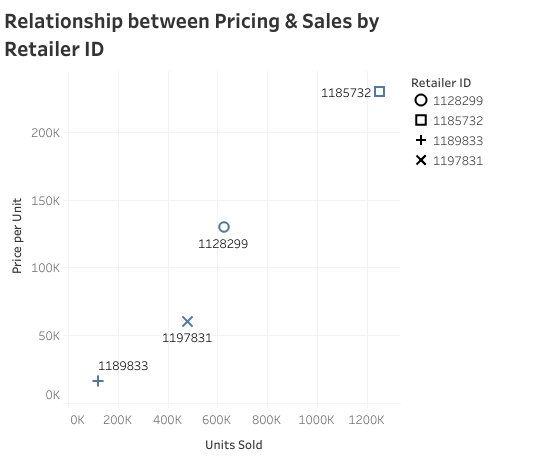 Relationship between Pricing & Sales by
Retailer ID
Retailer ID
1128299
1185732
1189833
1197831
1185732
200K
150K
1128299
Price per Unit
100K
50K
1197831
1189833
0K
0K 200K 400K 600K 800K 1000K 1200K
Units Sold